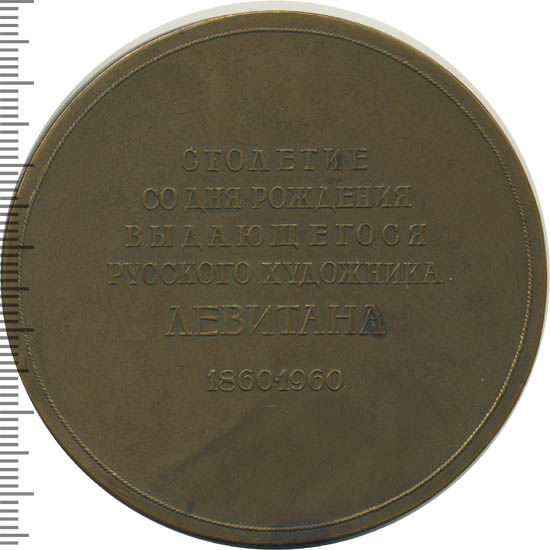 СТОЛЕТИЕ
СО ДНЯ РОЖДЕНИЯ
ВЫДАЮЩЕГОСЯ
РУССКОГО ХУДОЖНИКА
ЛЕВИТАНА
1860·1960